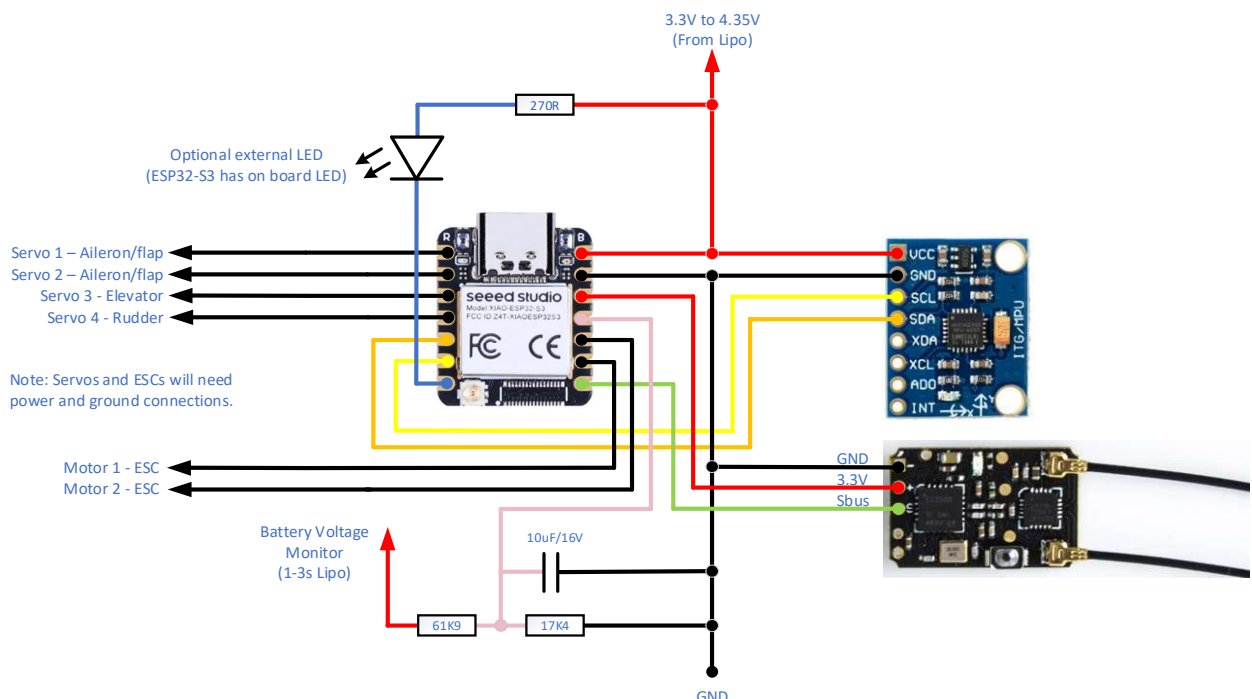 3.3V to 4.35V
(From Lipo)
270R
Optional external LED
(ESP32-S3 has on board LED)
R
B
Servo 1 – Aileron/flap
Servo 2 – Aileron/flap
Servo 3 - Elevator
Servo 4 - Rudder
seeed studio
Model XIAO-ESP32-S3
FCC ID Z4T-XIAOESP32S3
FC CE
Note: Servos and ESCs will need
power and ground connections.
VCC
GND
SCL
SDA
XDA
XCL
ADO
INT
ITG/MPU
X
Y
Motor 1 - ESC
Motor 2 - ESC
GND
3.3V
Sbus
-
+
S
Battery Voltage
Monitor
(1-3s Lipo)
10uF/16V
61K9
17K4
GND